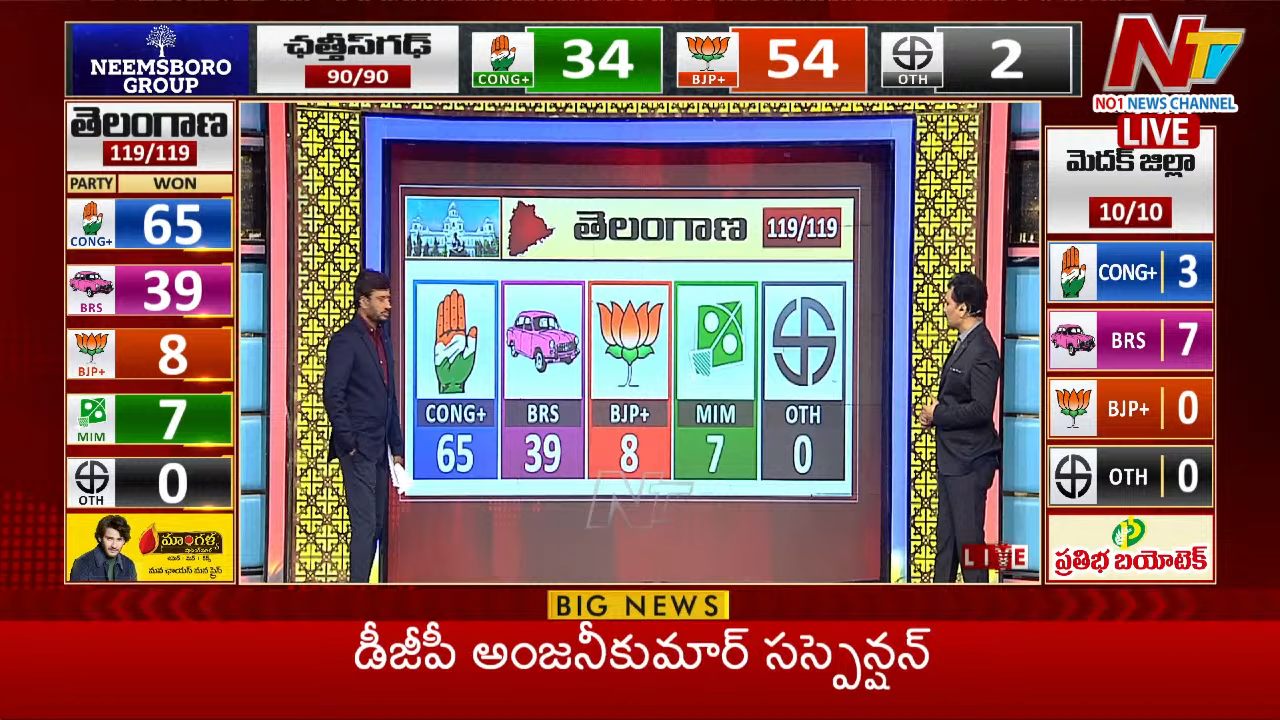 NEEMSBORO
GROUP
ఛత్తీస్‌గఢ్
90/90
CONG+ 34
BJP+ 54
OTH 2
NTV
NO1 NEWS CHANNEL
LIVE
తెలంగాణ
119/119
PARTY WON
CONG+ 65
BRS 39
BJP+ 8
MIM 7
OTH 0
మాంగళ్య
తెలంగాణ 119/119
CONG+ BRS BJP+ MIM OTH
65 39 8 7 0
NTV
LIVE
మెదక్ జిల్లా
10/10
CONG+ 3
BRS 7
BJP+ 0
OTH 0
ప్రతిభ బయోటెక్
BIG NEWS
డీజీపీ అంజనీకుమార్ సస్పెన్షన్